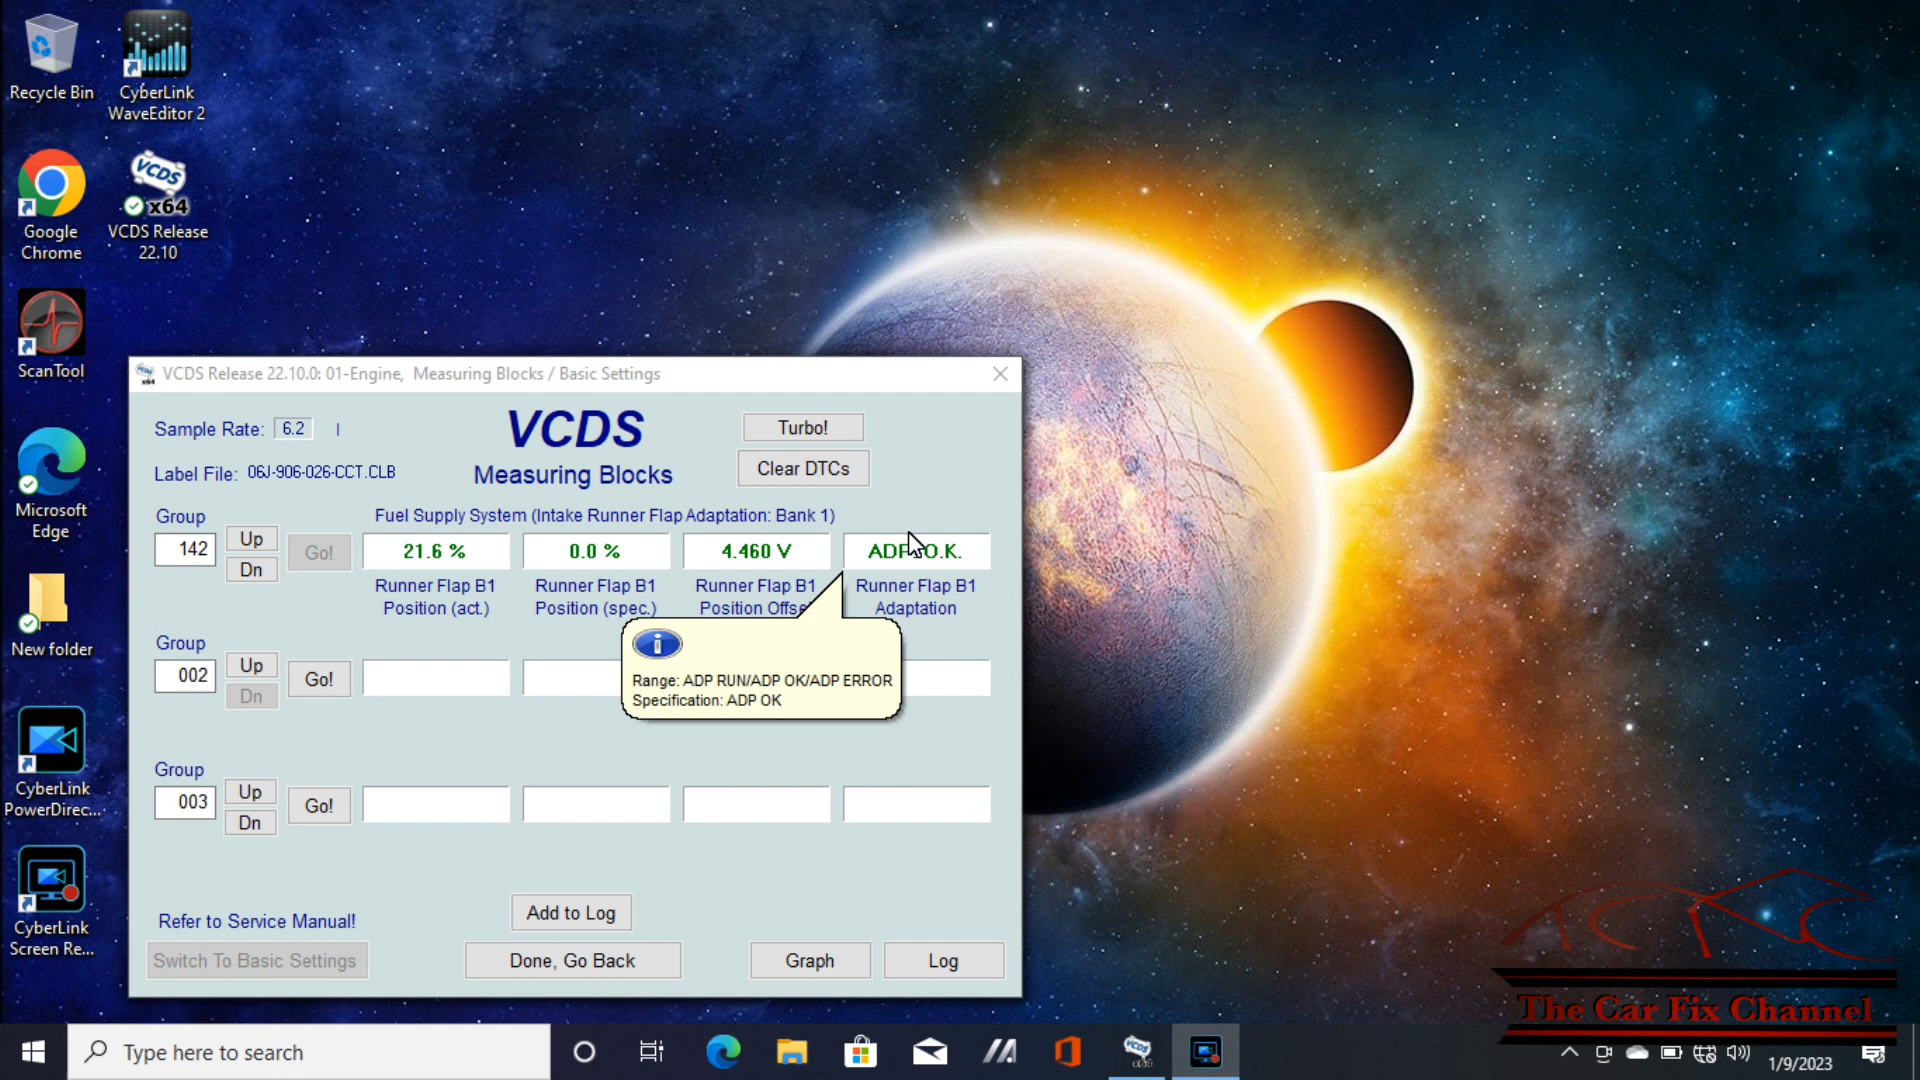 Recycle Bin
CyberLink
WaveEditor 2
Google
Chrome
VCDS
x64
VCDS Release
22.10
ScanTool
Microsoft
Edge
New folder
CyberLink
PowerDirec...
CyberLink
Screen Re...
VCDS Release 22.10.0: 01-Engine,  Measuring Blocks / Basic Settings
Sample Rate: 6.2
VCDS
Turbo!
Label File: 06J-906-026-CCT.CLB
Measuring Blocks
Clear DTCs
Group
Fuel Supply System (Intake Runner Flap Adaptation: Bank 1)
142
Up
Dn
Go!
21.6 %
0.0 %
4.460 V
ADP O.K.
Runner Flap B1
Position (act.)
Runner Flap B1
Position (spec.)
Runner Flap B1
Position Offse
Runner Flap B1
Adaptation
Range: ADP RUN/ADP OK/ADP ERROR
Specification: ADP OK
Group
002
Up
Dn
Go!
Group
003
Up
Dn
Go!
Refer to Service Manual!
Add to Log
Switch To Basic Settings
Done, Go Back
Graph
Log
TCFC
The Car Fix Channel
Type here to search
1/9/2023